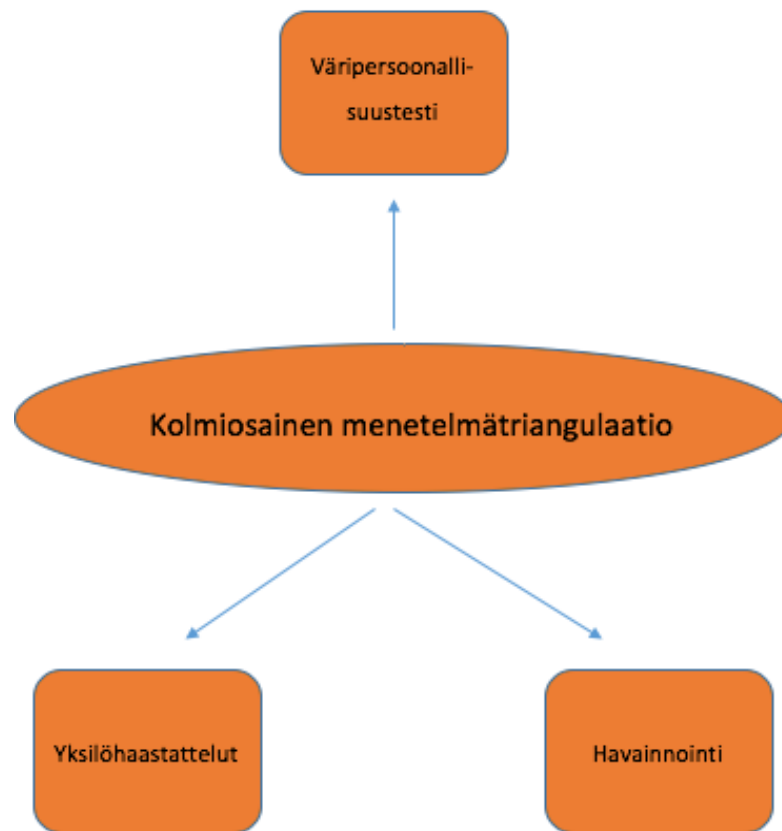 Väripersoonalli-
suustesti
Kolmiosainen menetelmätriangulaatio
Yksilöhaastattelut
Havainnointi